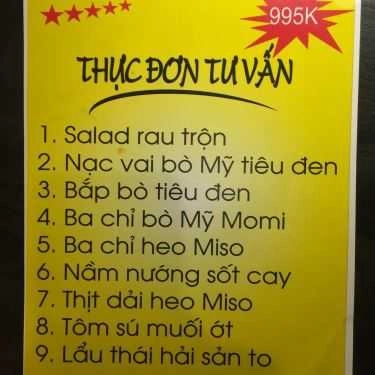 995K
THỰC ĐƠN TƯ VẤN
1. Salad rau trộn
2. Nạc vai bò Mỹ tiêu đen
3. Bắp bò tiêu đen
4. Ba chỉ bò Mỹ Momi
5. Ba chỉ heo Miso
6. Nầm nướng sốt cay
7. Thịt dải heo Miso
8. Tôm sú muối ớt
9. Lẩu thái hải sản to